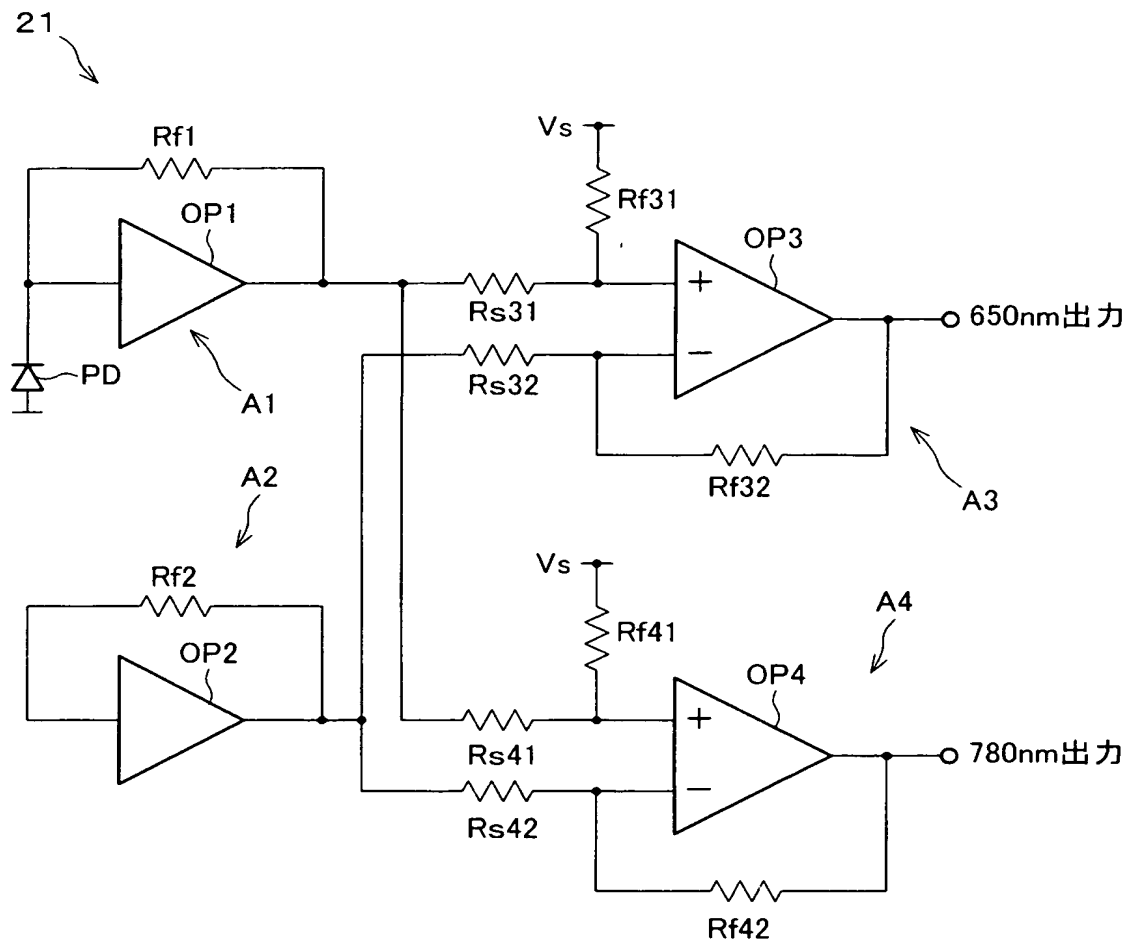 21
Rf1
OP1
PD
A1
Vs
Rf31
OP3
+
Rs31
−
Rs32
650nm出力
Rf32
A3
A2
Rf2
OP2
Vs
Rf41
A4
OP4
+
Rs41
−
Rs42
780nm出力
Rf42